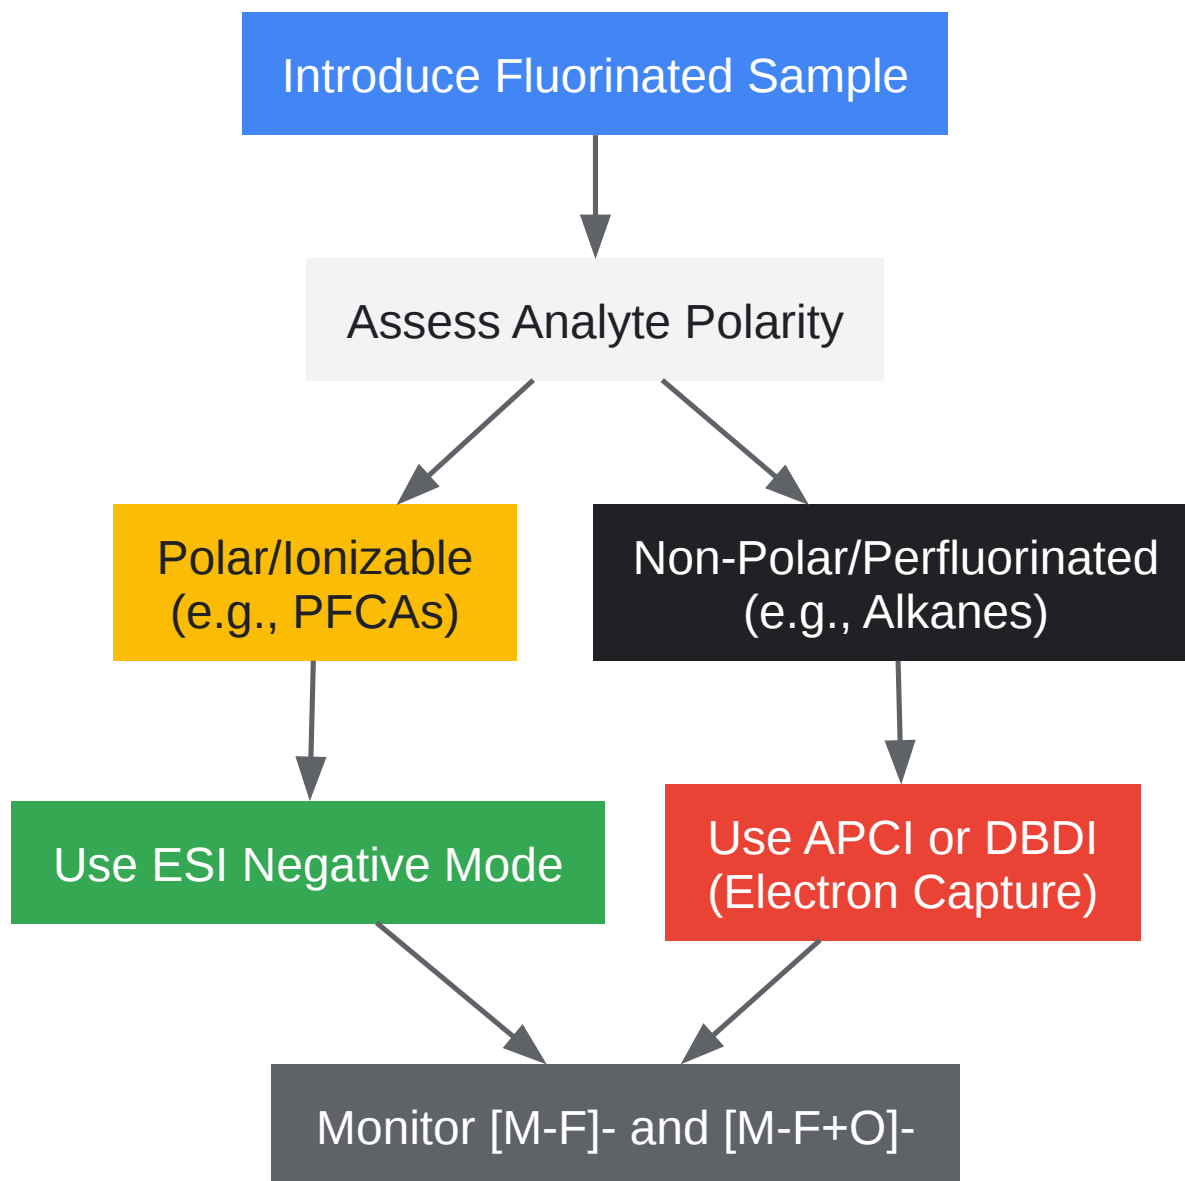 Introduce Fluorinated Sample
Assess Analyte Polarity
Polar/Ionizable
(e.g., PFCAs)
Non-Polar/Perfluorinated
(e.g., Alkanes)
Use ESI Negative Mode
Use APCI or DBDI
(Electron Capture)
Monitor [M-F]- and [M-F+O]-